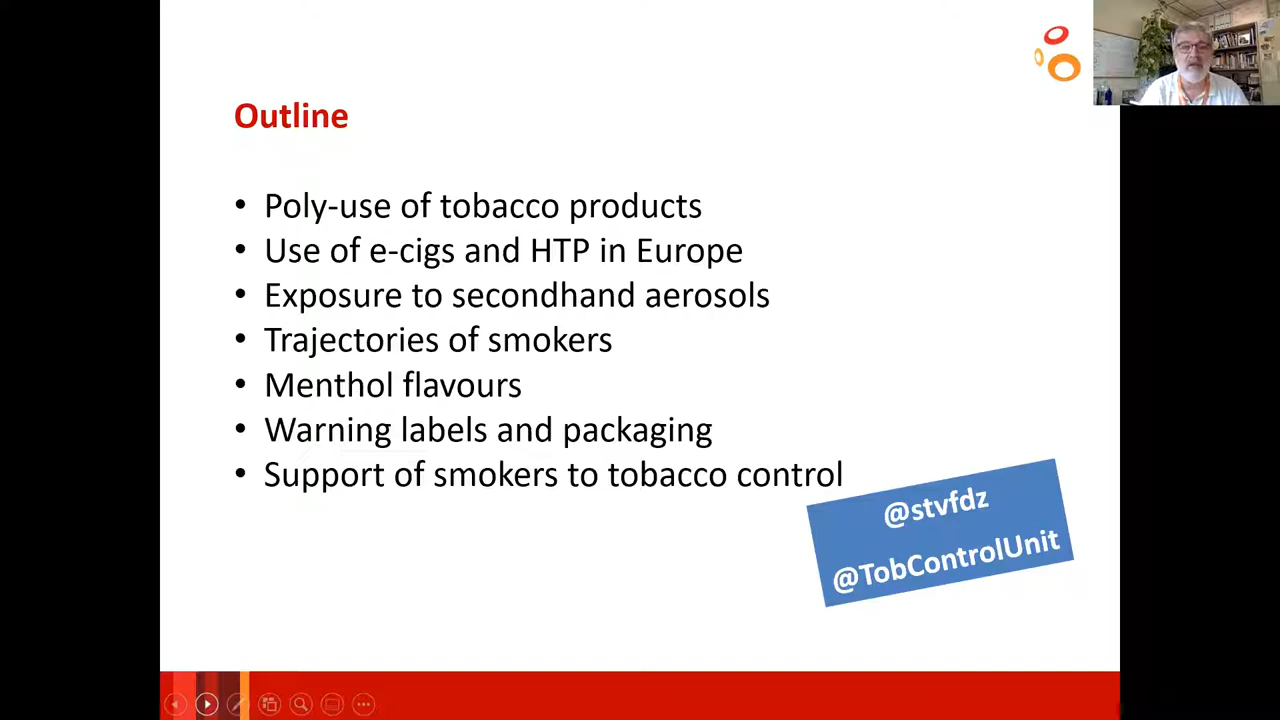 Outline
• Poly-use of tobacco products
• Use of e-cigs and HTP in Europe
• Exposure to secondhand aerosols
• Trajectories of smokers
• Menthol flavours
• Warning labels and packaging
• Support of smokers to tobacco control
@stvfdz
@TobControlUnit